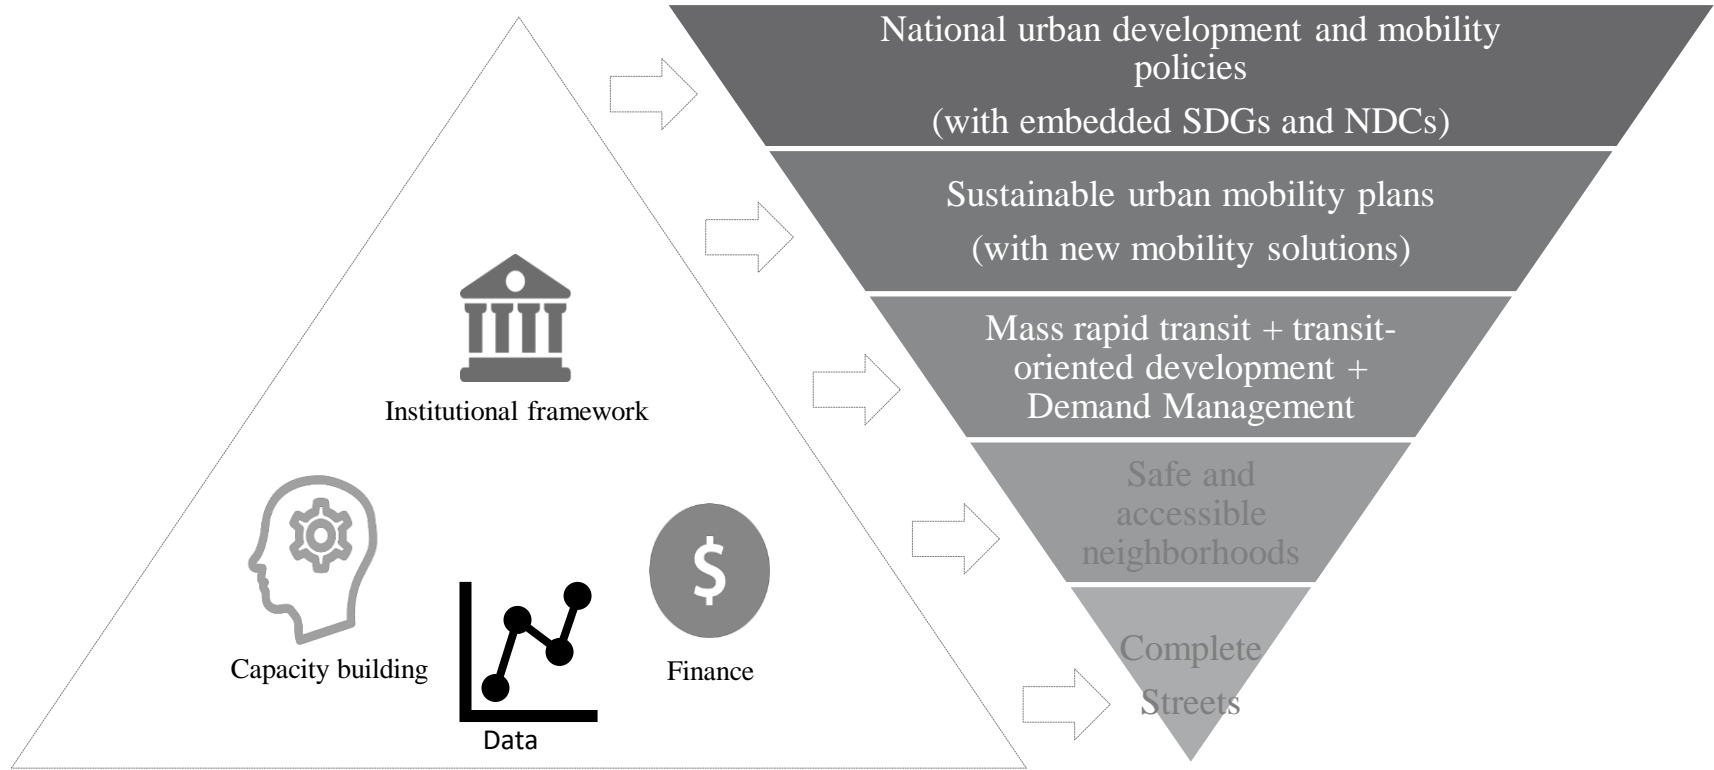 National urban development and mobility
policies
(with embedded SDGs and NDCs)
Sustainable urban mobility plans
(with new mobility solutions)
Mass rapid transit + transit-
oriented development +
Demand Management
Safe and
accessible
neighborhoods
Complete
Streets
Institutional framework
Capacity building
$
Finance
Data